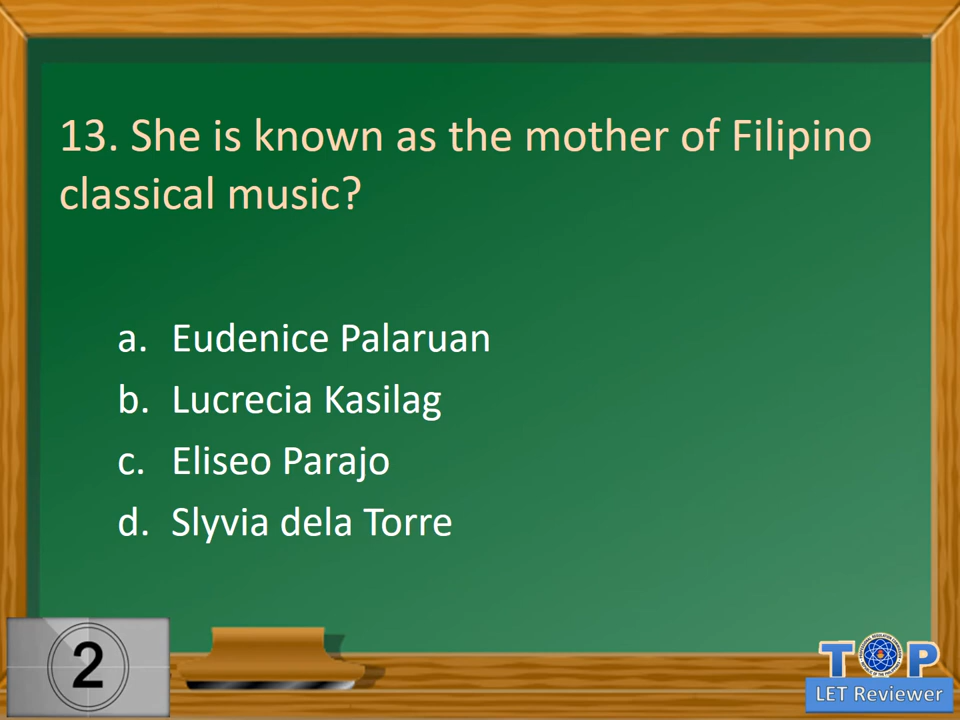 13. She is known as the mother of Filipino
classical music?
a. Eudenice Palaruan
b. Lucrecia Kasilag
c. Eliseo Parajo
d. Slyvia dela Torre
2
TOP
LET Reviewer